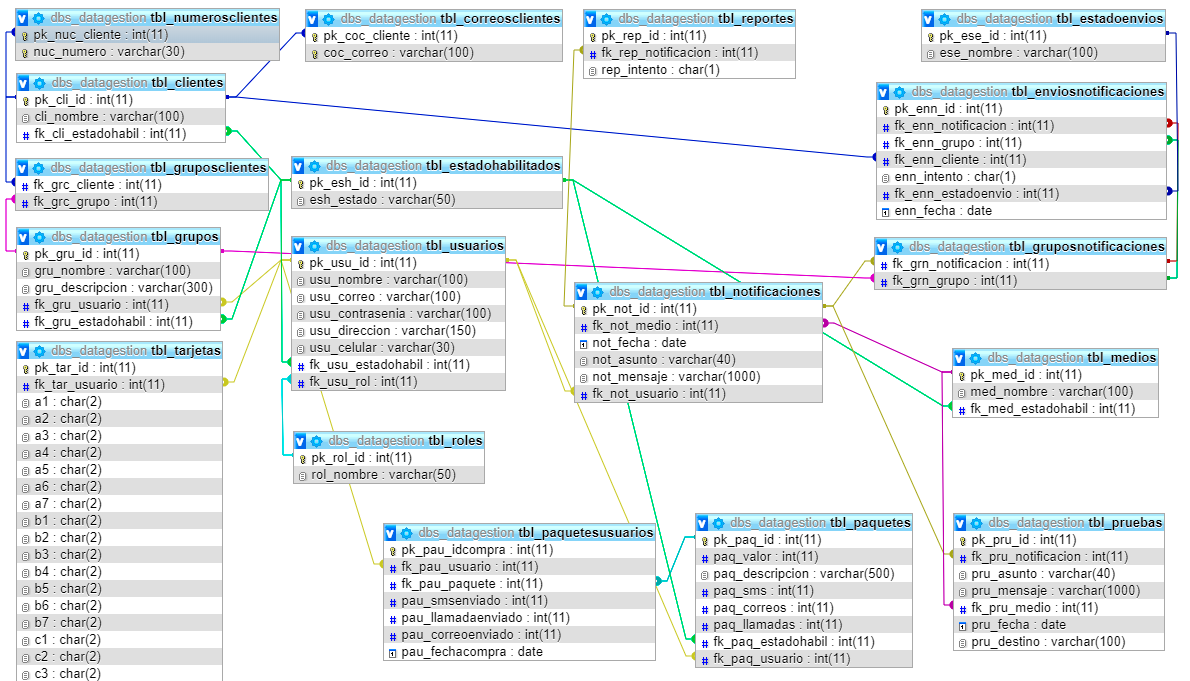 dbs_datagestion tbl_numerosclientes
pk_nuc_cliente : int(11)
nuc_numero : varchar(30)
dbs_datagestion tbl_correosclientes
pk_coc_cliente : int(11)
coc_correo : varchar(100)
dbs_datagestion tbl_reportes
pk_rep_id : int(11)
fk_rep_notificacion : int(11)
rep_intento : char(1)
dbs_datagestion tbl_estadoenvios
pk_ese_id : int(11)
ese_nombre : varchar(100)
dbs_datagestion tbl_clientes
pk_cli_id : int(11)
cli_nombre : varchar(100)
fk_cli_estadohabil : int(11)
dbs_datagestion tbl_enviosnotificaciones
pk_enn_id : int(11)
fk_enn_notificacion : int(11)
fk_enn_grupo : int(11)
fk_enn_cliente : int(11)
enn_intento : char(1)
fk_enn_estadoenvio : int(11)
enn_fecha : date
dbs_datagestion tbl_gruposclientes
fk_grc_cliente : int(11)
fk_grc_grupo : int(11)
dbs_datagestion tbl_estadohabilitados
pk_esh_id : int(11)
esh_estado : varchar(50)
dbs_datagestion tbl_grupos
pk_gru_id : int(11)
gru_nombre : varchar(100)
gru_descripcion : varchar(300)
fk_gru_usuario : int(11)
fk_gru_estadohabil : int(11)
dbs_datagestion tbl_usuarios
pk_usu_id : int(11)
usu_nombre : varchar(100)
usu_correo : varchar(100)
usu_contrasenia : varchar(100)
usu_direccion : varchar(150)
usu_celular : varchar(30)
fk_usu_estadohabil : int(11)
fk_usu_rol : int(11)
dbs_datagestion tbl_gruposnotificaciones
fk_grn_notificacion : int(11)
fk_grn_grupo : int(11)
dbs_datagestion tbl_notificaciones
pk_not_id : int(11)
fk_not_medio : int(11)
not_fecha : date
not_asunto : varchar(40)
not_mensaje : varchar(1000)
fk_not_usuario : int(11)
dbs_datagestion tbl_tarjetas
pk_tar_id : int(11)
fk_tar_usuario : int(11)
a1 : char(2)
a2 : char(2)
a3 : char(2)
a4 : char(2)
a5 : char(2)
a6 : char(2)
a7 : char(2)
b1 : char(2)
b2 : char(2)
b3 : char(2)
b4 : char(2)
b5 : char(2)
b6 : char(2)
b7 : char(2)
c1 : char(2)
c2 : char(2)
c3 : char(2)
dbs_datagestion tbl_medios
pk_med_id : int(11)
med_nombre : varchar(100)
fk_med_estadohabil : int(11)
dbs_datagestion tbl_roles
pk_rol_id : int(11)
rol_nombre : varchar(50)
dbs_datagestion tbl_paquetesusuarios
pk_pau_idcompra : int(11)
fk_pau_usuario : int(11)
fk_pau_paquete : int(11)
pau_smsenviado : int(11)
pau_llamadaenviado : int(11)
pau_correoenviado : int(11)
pau_fechacompra : date
dbs_datagestion tbl_paquetes
pk_paq_id : int(11)
paq_valor : int(11)
paq_descripcion : varchar(500)
paq_sms : int(11)
paq_correos : int(11)
paq_llamadas : int(11)
fk_paq_estadohabil : int(11)
fk_paq_usuario : int(11)
dbs_datagestion tbl_pruebas
pk_pru_id : int(11)
fk_pru_notificacion : int(11)
pru_asunto : varchar(40)
pru_mensaje : varchar(1000)
fk_pru_medio : int(11)
pru_fecha : date
pru_destino : varchar(100)